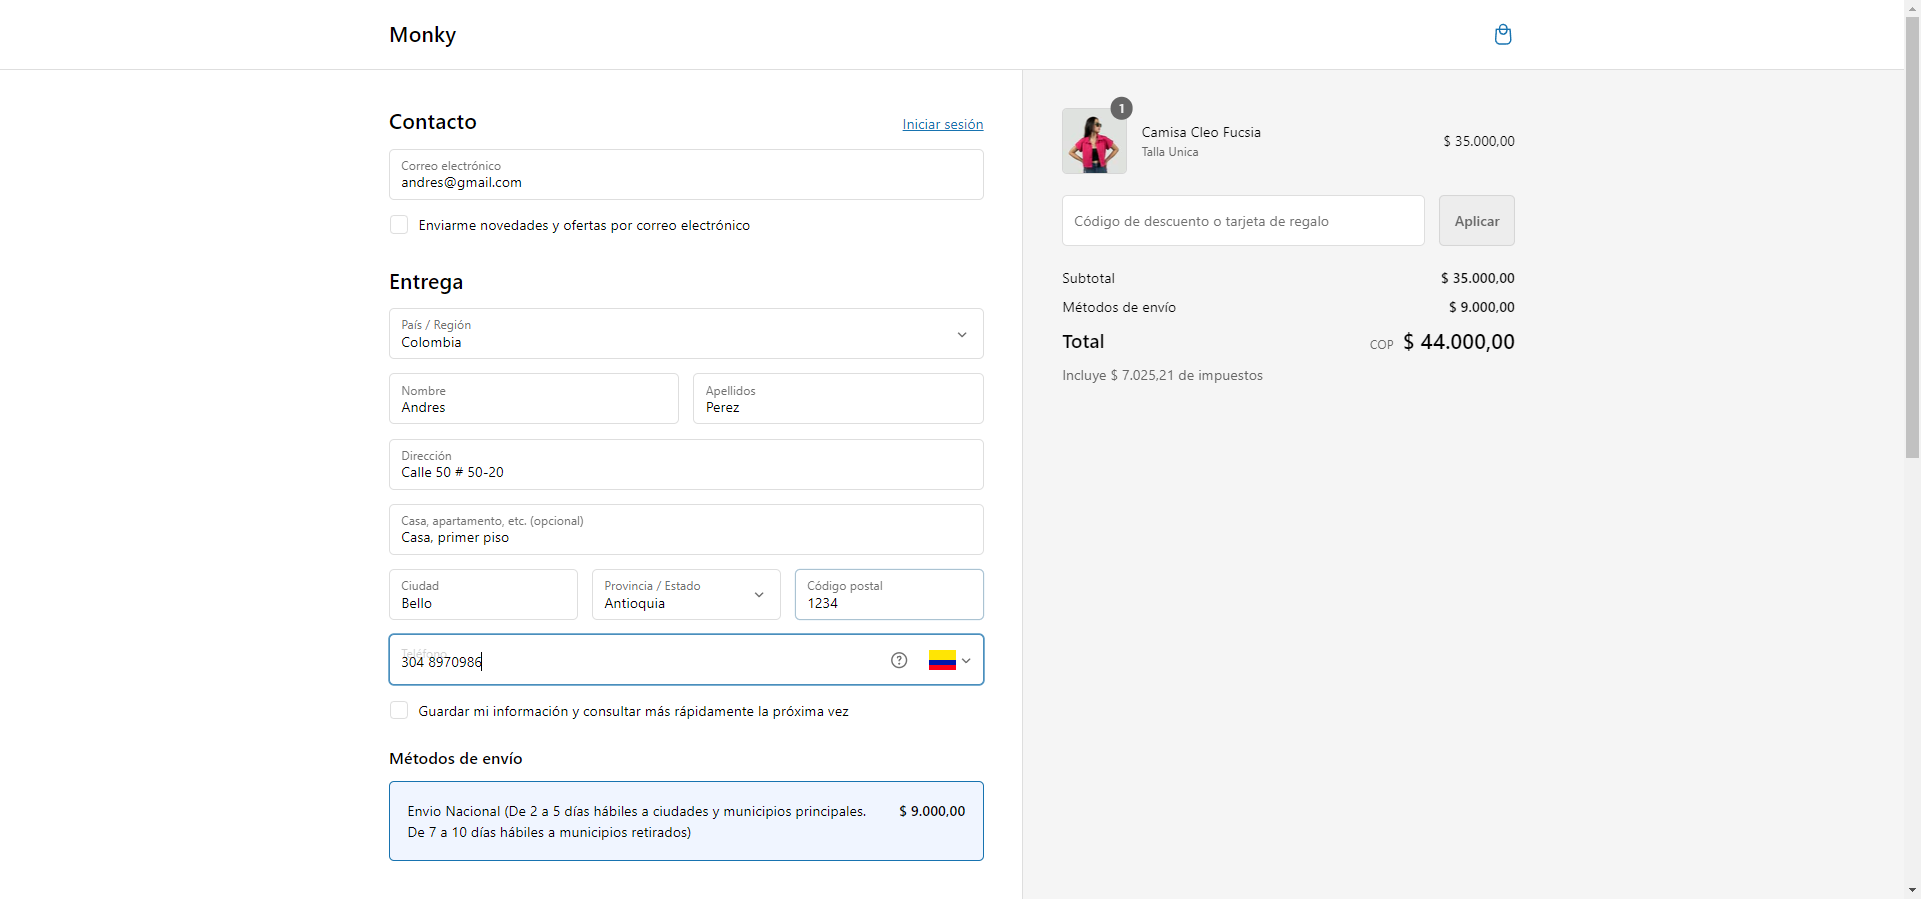 Monky
Contacto
Iniciar sesión
Correo electrónico
andres@gmail.com
Enviarme novedades y ofertas por correo electrónico
Entrega
País / Región
Colombia
Nombre
Andres
Apellidos
Perez
Dirección
Calle 50 # 50-20
Casa, apartamento, etc. (opcional)
Casa, primer piso
Ciudad
Bello
Provincia / Estado
Antioquia
Código postal
1234
Teléfono
304 8970986
Guardar mi información y consultar más rápidamente la próxima vez
Métodos de envío
Envio Nacional (De 2 a 5 días hábiles a ciudades y municipios principales. $ 9.000,00
De 7 a 10 días hábiles a municipios retirados)
1
Camisa Cleo Fucsia
Talla Unica
$ 35.000,00
Código de descuento o tarjeta de regalo
Aplicar
Subtotal $ 35.000,00
Métodos de envío $ 9.000,00
Total COP $ 44.000,00
Incluye $ 7.025,21 de impuestos